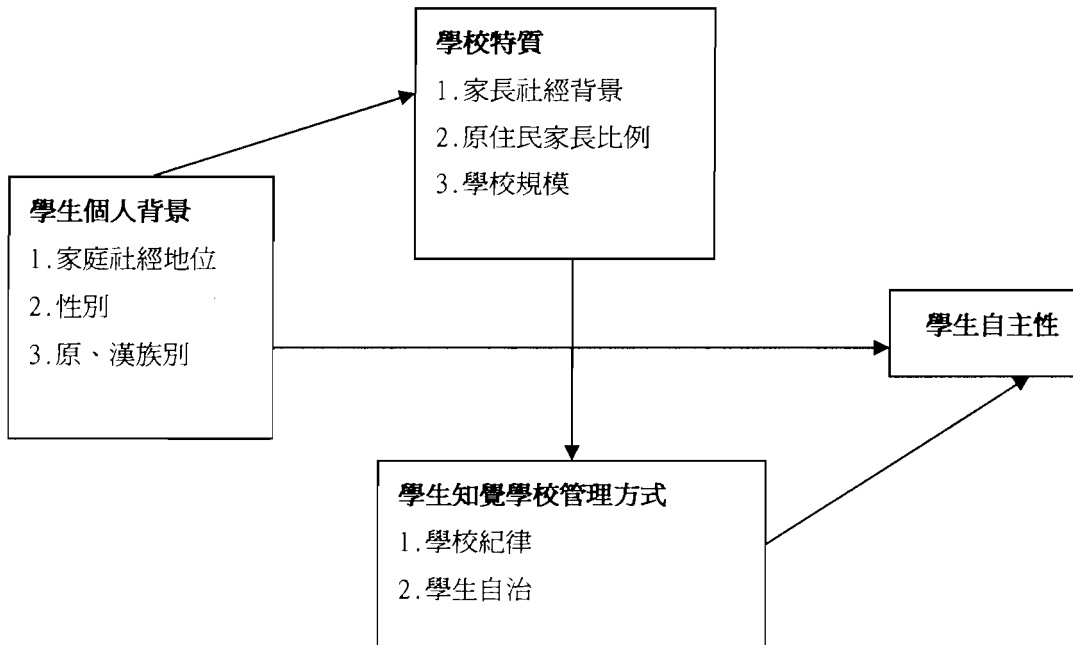 學校特質
1.家長社經背景
2.原住民家長比例
3.學校規模
學生個人背景
1.家庭社經地位
2.性別
3.原、漢族別
學生自主性
學生知覺學校管理方式
1.學校紀律
2.學生自治